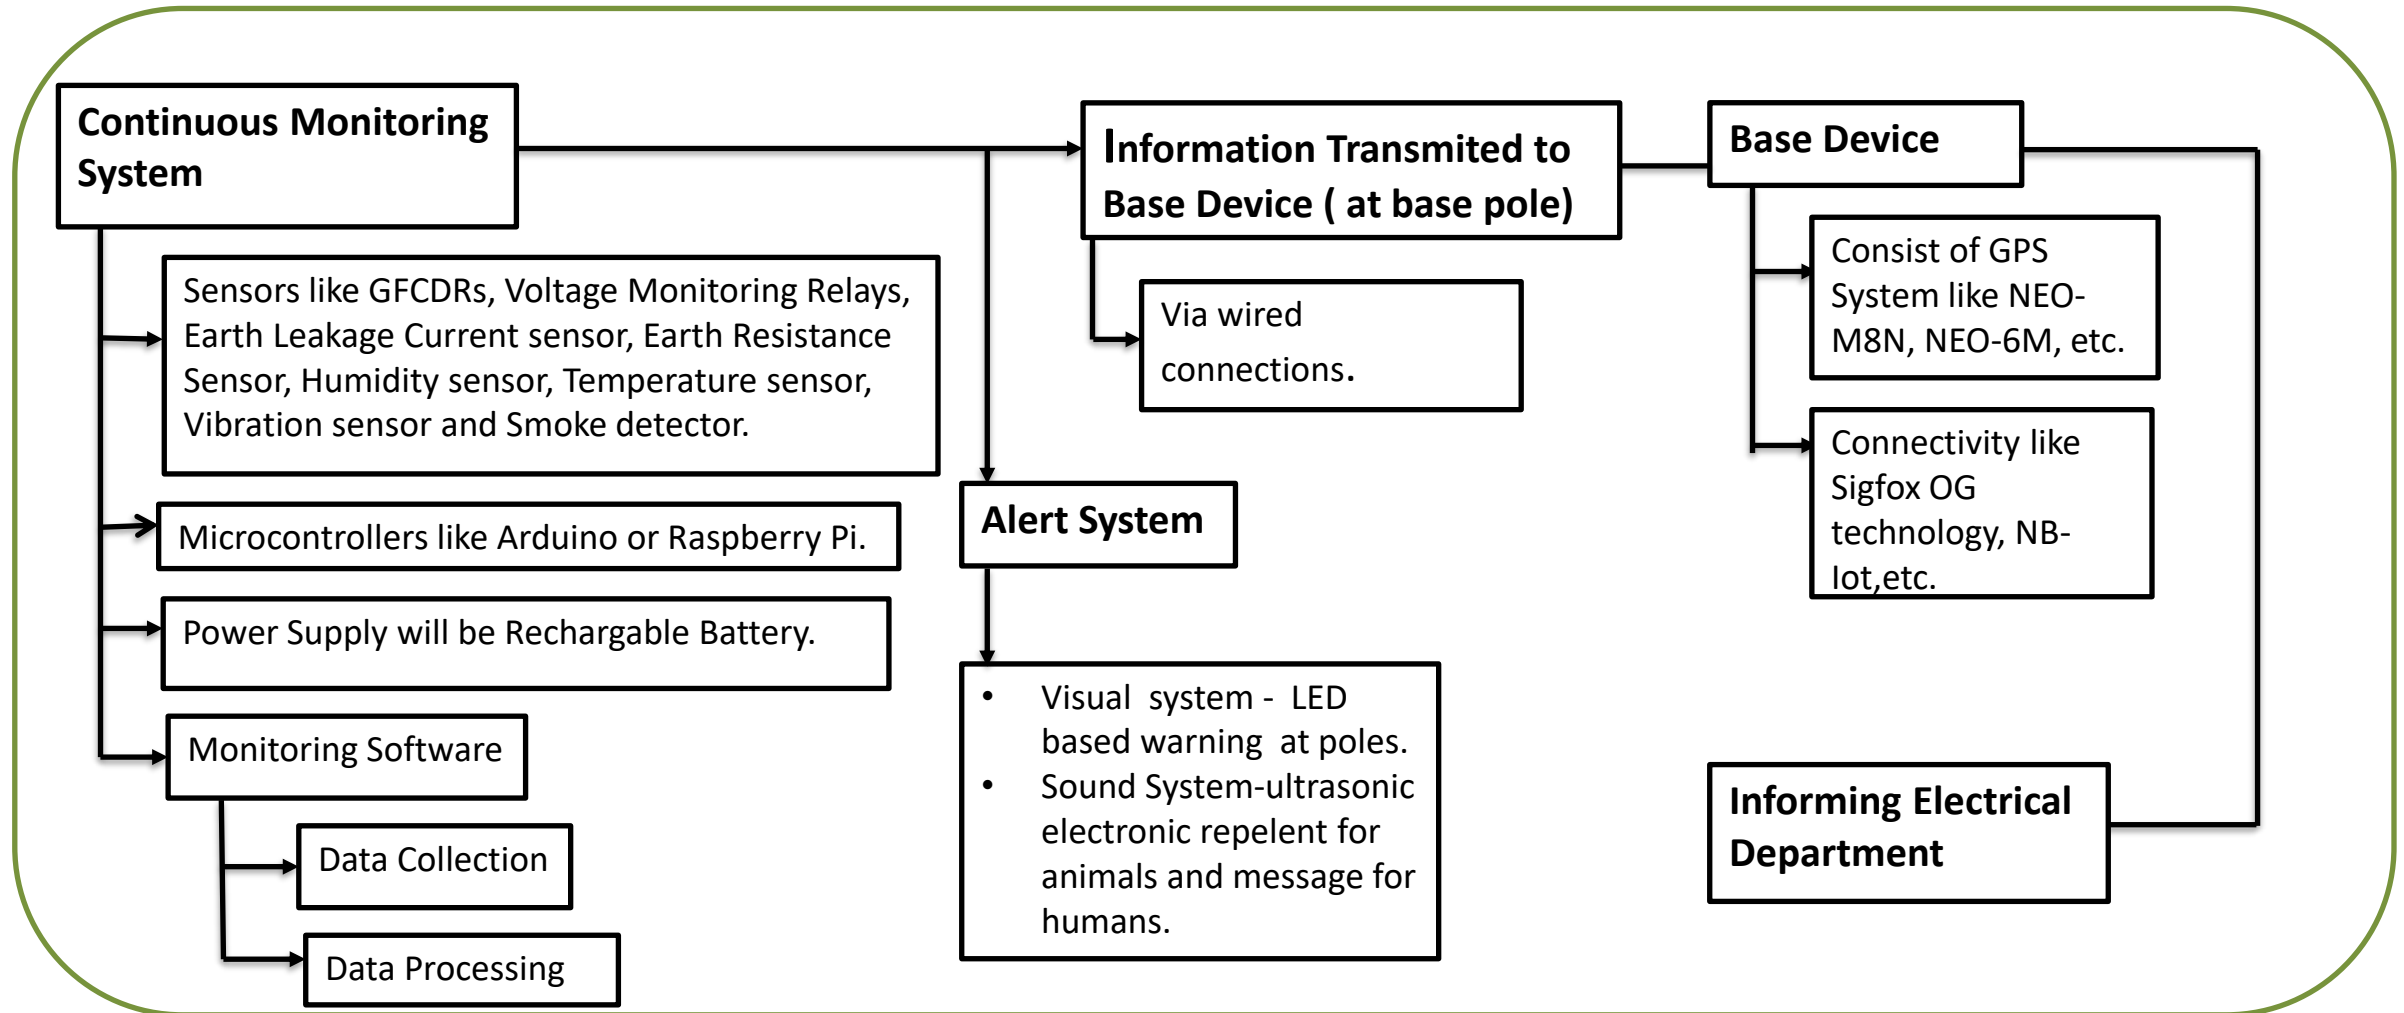 Continuous Monitoring
System
Sensors like GFCDRs, Voltage Monitoring Relays,
Earth Leakage Current sensor, Earth Resistance
Sensor, Humidity sensor, Temperature sensor,
Vibration sensor and Smoke detector.
Microcontrollers like Arduino or Raspberry Pi.
Power Supply will be Rechargable Battery.
Monitoring Software
Data Collection
Data Processing
Information Transmited to
Base Device ( at base pole)
Via wired
connections.
Alert System
• Visual system - LED
based warning at poles.
• Sound System-ultrasonic
electronic repelent for
animals and message for
humans.
Base Device
Consist of GPS
System like NEO-
M8N, NEO-6M, etc.
Connectivity like
Sigfox OG
technology, NB-
Iot,etc.
Informing Electrical
Department